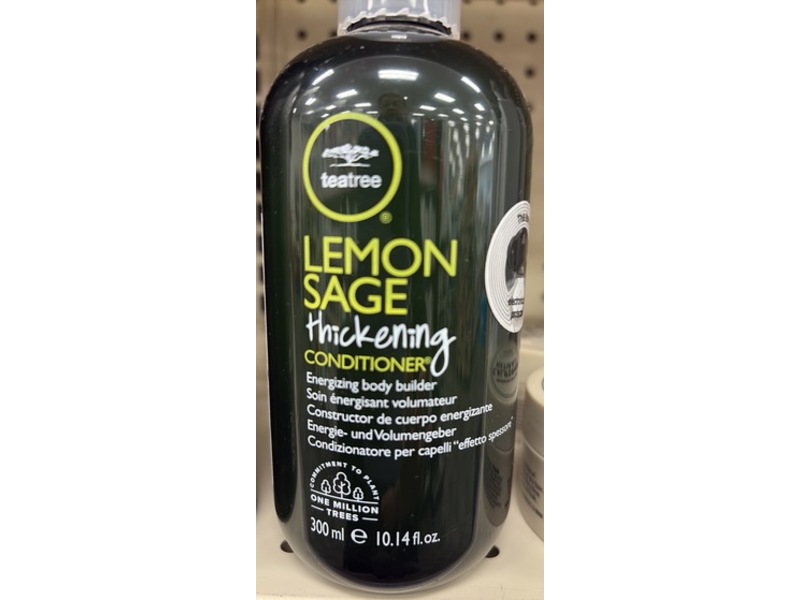 teatree
®
LEMON
SAGE
thickening
CONDITIONER®
Energizing body builder
Soin énergisant volumateur
Constructor de cuerpo energizante
Energie- und Volumengeber
Condizionatore per capelli "effetto spessore"
COMMITMENT TO PLANT
ONE MILLION
TREES
300 ml e 10.14 fl.oz.